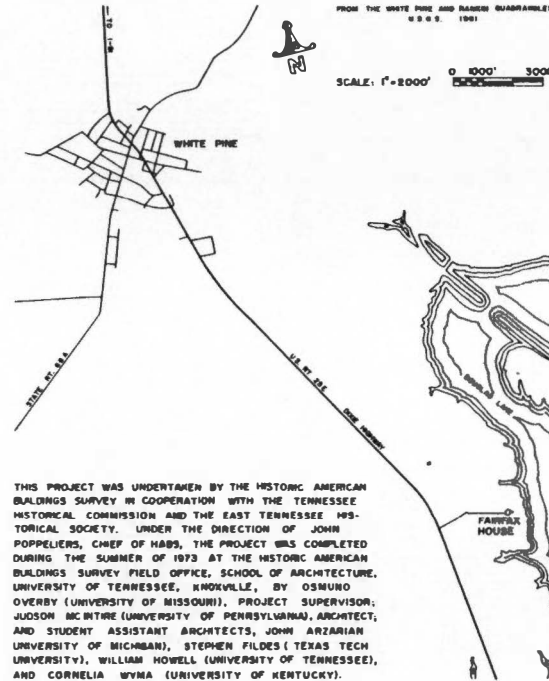 FROM THE WHITE PINE AND RANKIN QUADRANGLES
U.S.G.S. 1961
TO I-81
N
SCALE: 1"=2000'
0 1000' 3000
WHITE PINE
STATE RT. 66A
U.S. RT. 25E
DIXIE HIGHWAY
DOUGLAS LAKE
FAIRFAX
HOUSE
THIS PROJECT WAS UNDERTAKEN BY THE HISTORIC AMERICAN
BUILDINGS SURVEY IN COOPERATION WITH THE TENNESSEE
HISTORICAL COMMISSION AND THE EAST TENNESSEE HIS-
TORICAL SOCIETY. UNDER THE DIRECTION OF JOHN
POPPELIERS, CHIEF OF HABS, THE PROJECT WAS COMPLETED
DURING THE SUMMER OF 1973 AT THE HISTORIC AMERICAN
BUILDINGS SURVEY FIELD OFFICE, SCHOOL OF ARCHITECTURE,
UNIVERSITY OF TENNESSEE, KNOXVILLE, BY OSMUND
OVERBY (UNIVERSITY OF MISSOURI), PROJECT SUPERVISOR;
JUDSON MC INTIRE (UNIVERSITY OF PENNSYLVANIA), ARCHITECT;
AND STUDENT ASSISTANT ARCHITECTS, JOHN ARZARIAN
UNIVERSITY OF MICHIGAN), STEPHEN FILDES (TEXAS TECH
UNIVERSITY), WILLIAM HOWELL (UNIVERSITY OF TENNESSEE),
AND CORNELIA WYMA (UNIVERSITY OF KENTUCKY).